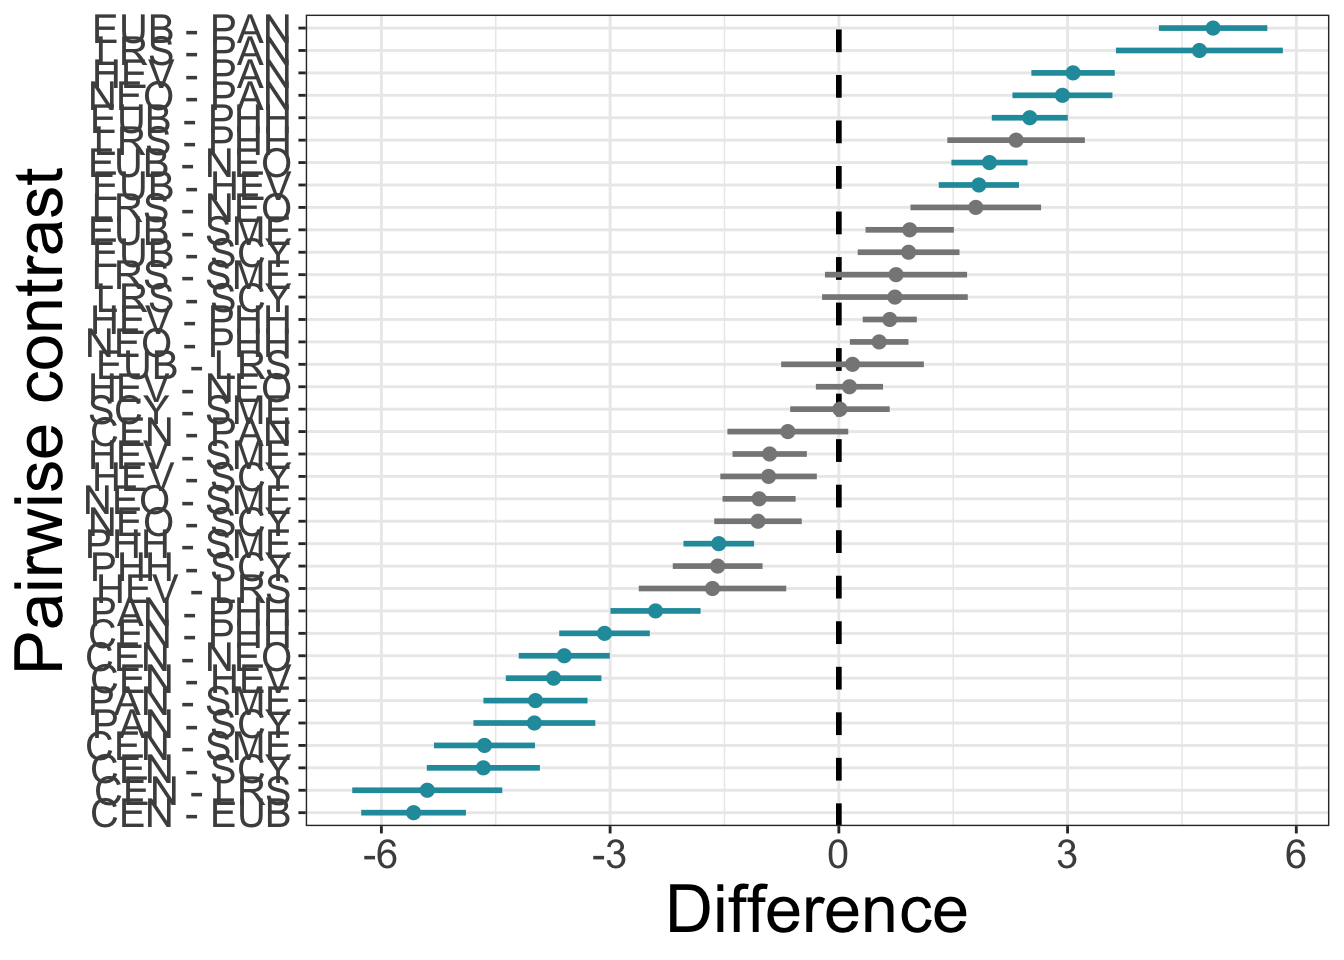 Pairwise contrast
EUB - PAN
LRS - PAN
HEV - PAN
NEO - PAN
EUB - PHH
LRS - PHH
EUB - NEO
EUB - HEV
LRS - NEO
EUB - SME
EUB - SCY
LRS - SME
LRS - SCY
HEV - PHH
NEO - PHH
EUB - LRS
HEV - NEO
SCY - SME
CEN - PAN
HEV - SME
HEV - SCY
NEO - SME
NEO - SCY
PHH - SME
PHH - SCY
HEV - LRS
PAN - PHH
CEN - PHH
CEN - NEO
CEN - HEV
PAN - SME
PAN - SCY
CEN - SME
CEN - SCY
CEN - LRS
CEN - EUB
-6 -3 0 3 6
Difference